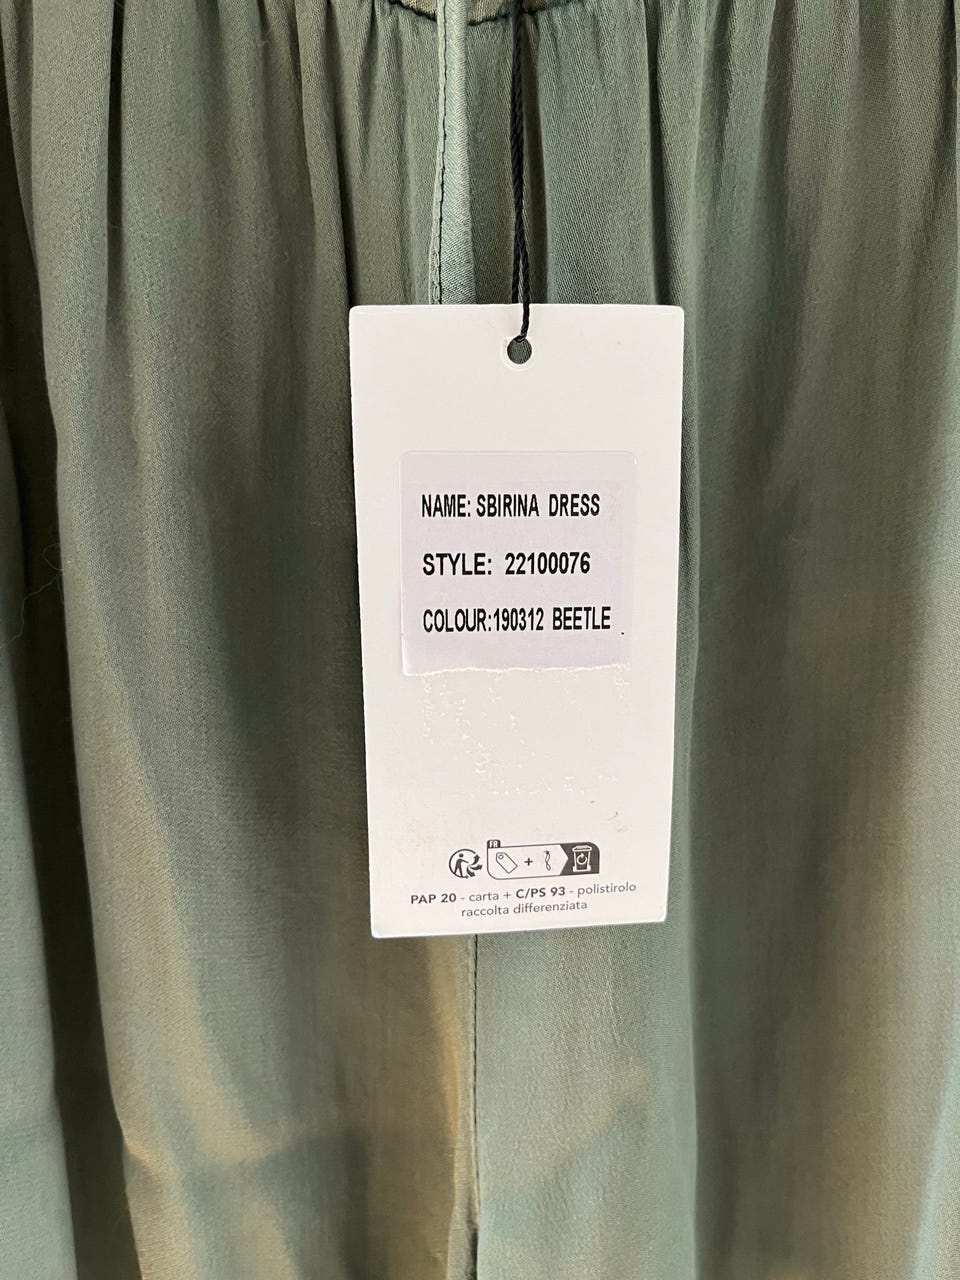 NAME: SBIRINA DRESS
STYLE: 22100076
COLOUR:190312 BEETLE
FR
+
PAP 20 - carta + C/PS 93 - polistirolo
raccolta differenziata